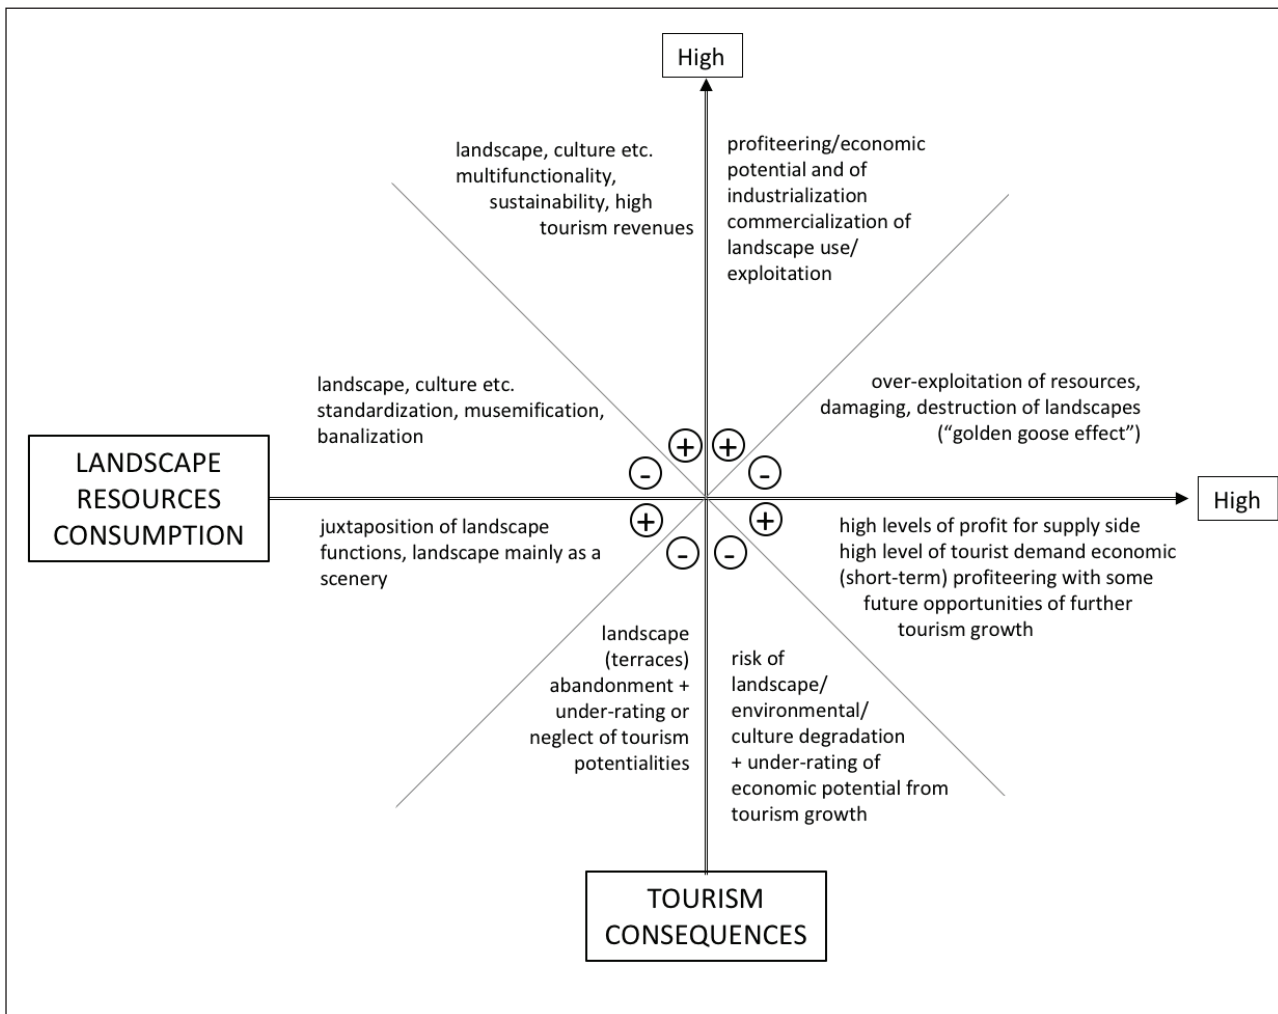 High
landscape, culture etc.
multifunctionality,
sustainability, high
tourism revenues
profiteering/economic
potential and of
industrialization
commercialization of
landscape use/
exploitation
landscape, culture etc.
standardization, musemification,
banalization
over-exploitation of resources,
damaging, destruction of landscapes
(“golden goose effect”)
+ +
- -
LANDSCAPE
RESOURCES
CONSUMPTION
High
+ +
- -
juxtaposition of landscape
functions, landscape mainly as a
scenery
high levels of profit for supply side
high level of tourist demand economic
(short-term) profiteering with some
future opportunities of further
tourism growth
landscape
(terraces)
abandonment +
under-rating or
neglect of tourism
potentialities
risk of
landscape/
environmental/
culture degradation
+ under-rating of
economic potential from
tourism growth
TOURISM
CONSEQUENCES